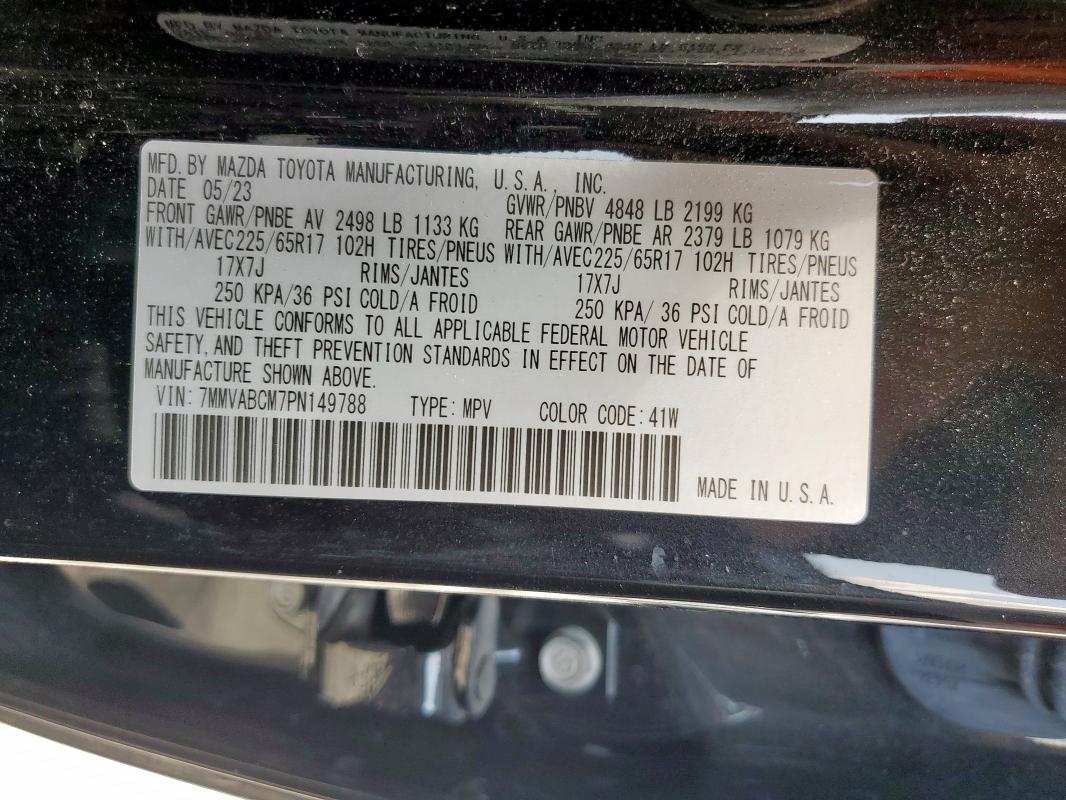 MFD. BY MAZDA TOYOTA MANUFACTURING, U.S.A., INC.
DATE 05/23
GVWR/PNBV 4848 LB 2199 KG
FRONT GAWR/PNBE AV 2498 LB 1133 KG REAR GAWR/PNBE AR 2379 LB 1079 KG
WITH/AVEC225/65R17 102H TIRES/PNEUS WITH/AVEC225/65R17 102H TIRES/PNEUS
17X7J RIMS/JANTES 17X7J RIMS/JANTES
250 KPA/36 PSI COLD/A FROID 250 KPA/ 36 PSI COLD/A FROID
THIS VEHICLE CONFORMS TO ALL APPLICABLE FEDERAL MOTOR VEHICLE
SAFETY, AND THEFT PREVENTION STANDARDS IN EFFECT ON THE DATE OF
MANUFACTURE SHOWN ABOVE.
VIN: 7MMVABCM7PN149788 TYPE: MPV COLOR CODE: 41W
MADE IN U.S.A.